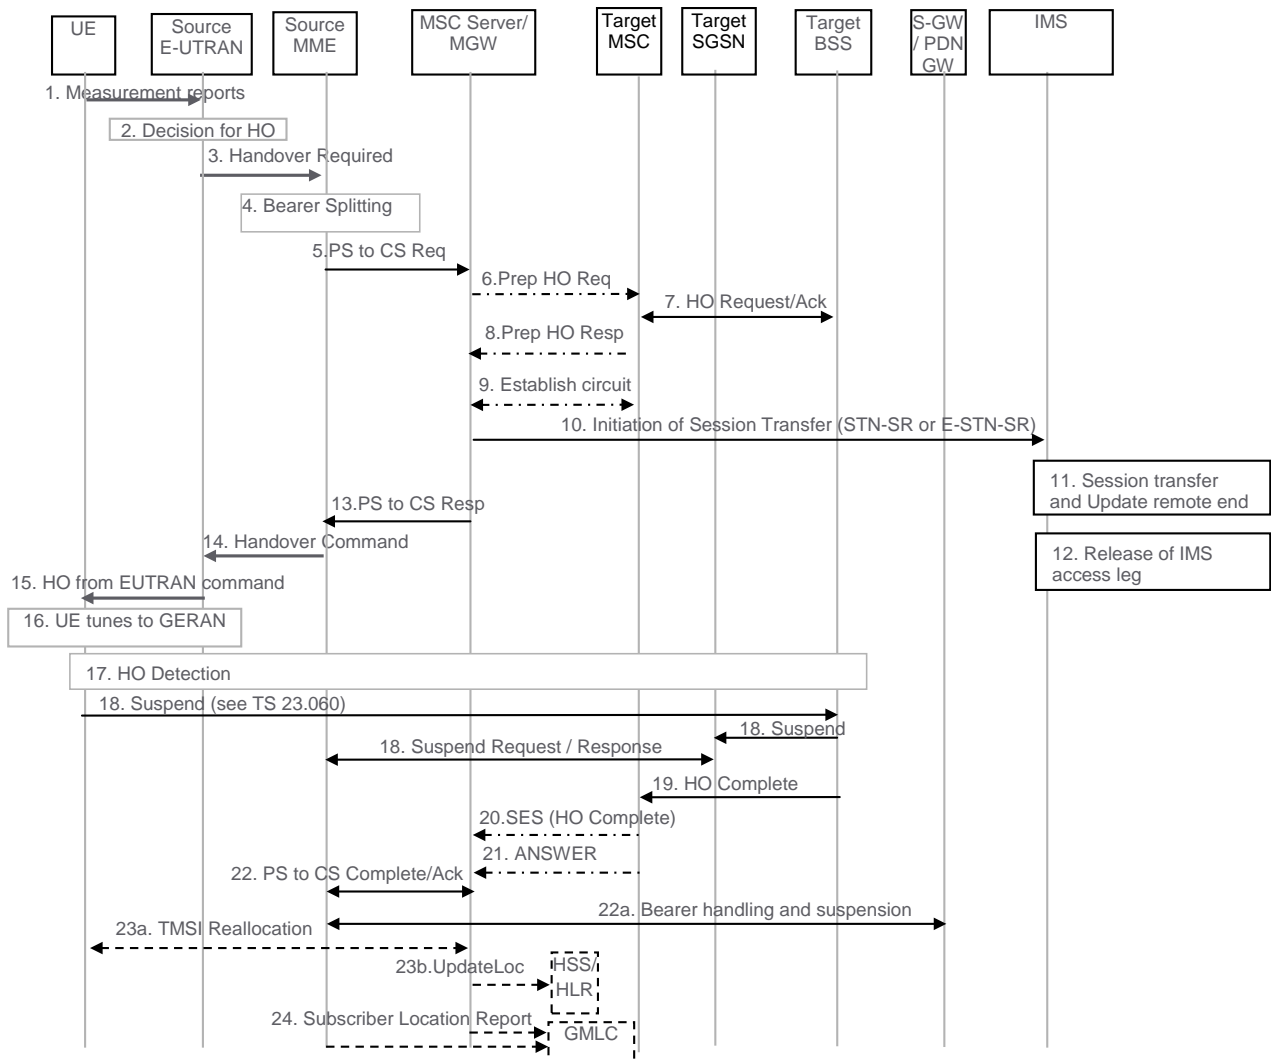 UE
Source
E-UTRAN
Source
MME
MSC Server/
MGW
Target
MSC
Target
SGSN
Target
BSS
S-GW
/ PDN
GW
IMS
1. Measurement reports
2. Decision for HO
3. Handover Required
4. Bearer Splitting
5.PS to CS Req
6.Prep HO Req
7. HO Request/Ack
8.Prep HO Resp
9. Establish circuit
10. Initiation of Session Transfer (STN-SR or E-STN-SR)
11. Session transfer
and Update remote end
13.PS to CS Resp
14. Handover Command
12. Release of IMS
access leg
15. HO from EUTRAN command
16. UE tunes to GERAN
17. HO Detection
18. Suspend (see TS 23.060)
18. Suspend
18. Suspend Request / Response
19. HO Complete
20.SES (HO Complete)
21. ANSWER
22. PS to CS Complete/Ack
22a. Bearer handling and suspension
23a. TMSI Reallocation
23b.UpdateLoc
HSS/
HLR
24. Subscriber Location Report
GMLC